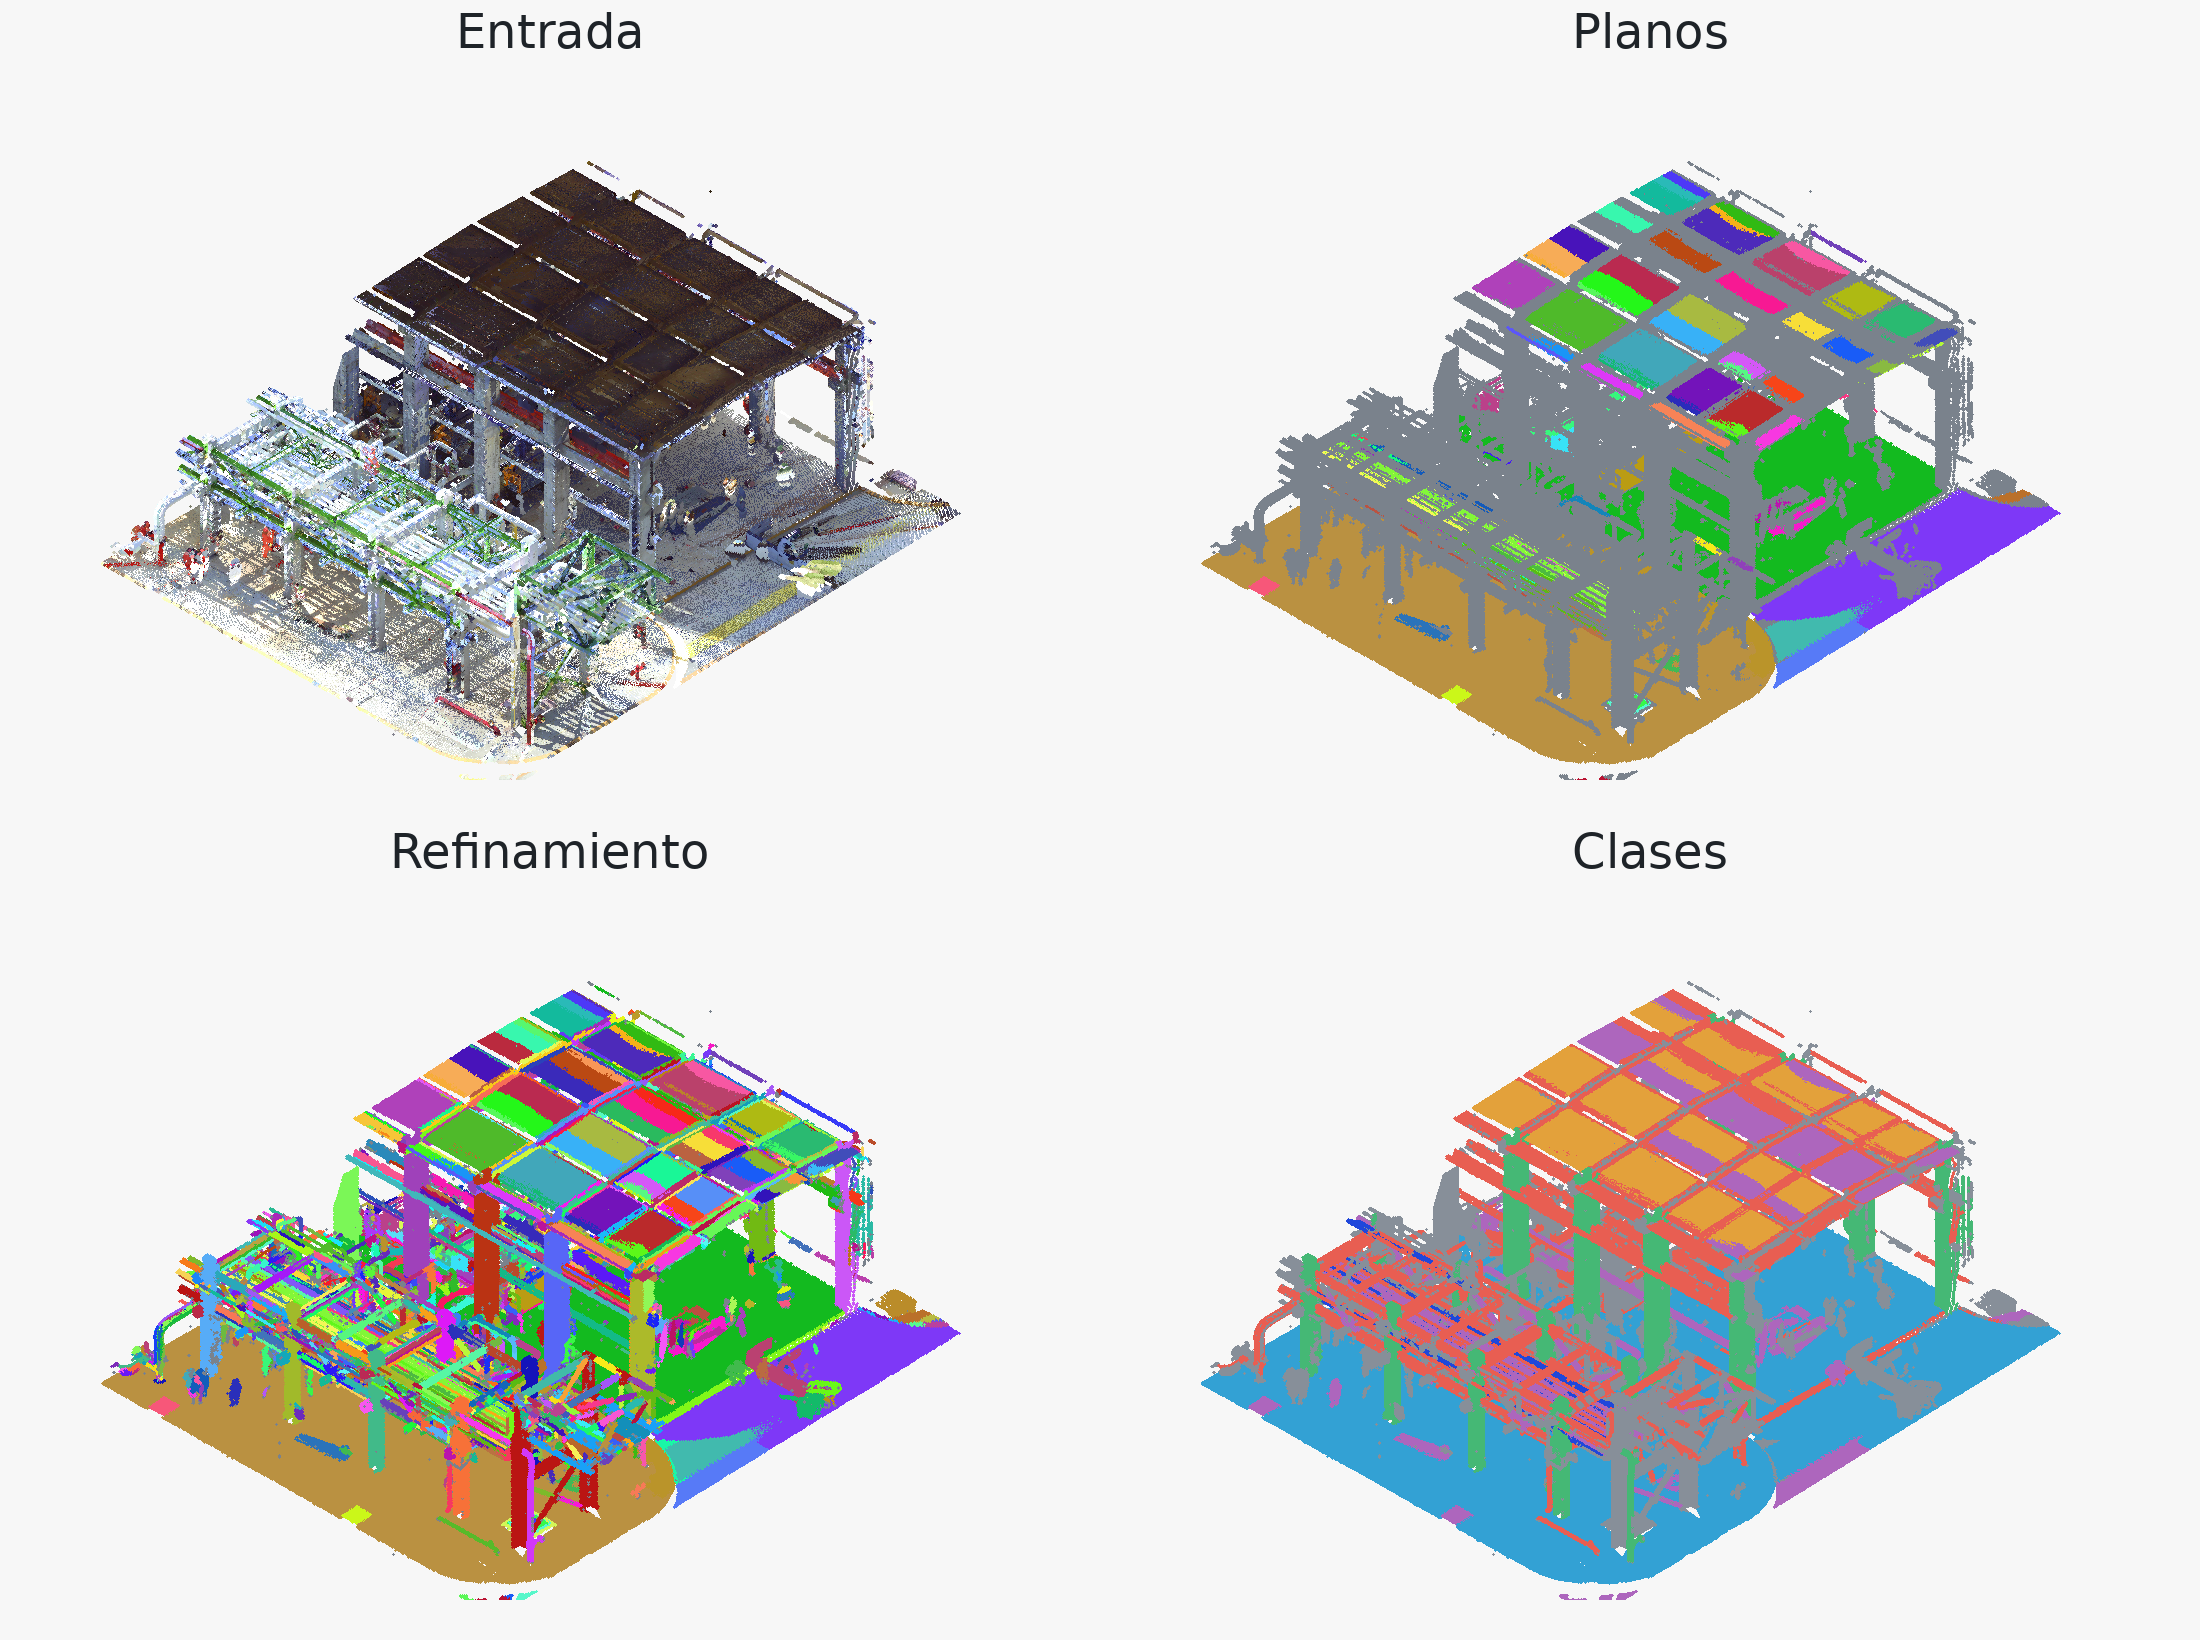 Entrada
Planos
Refinamiento
Clases